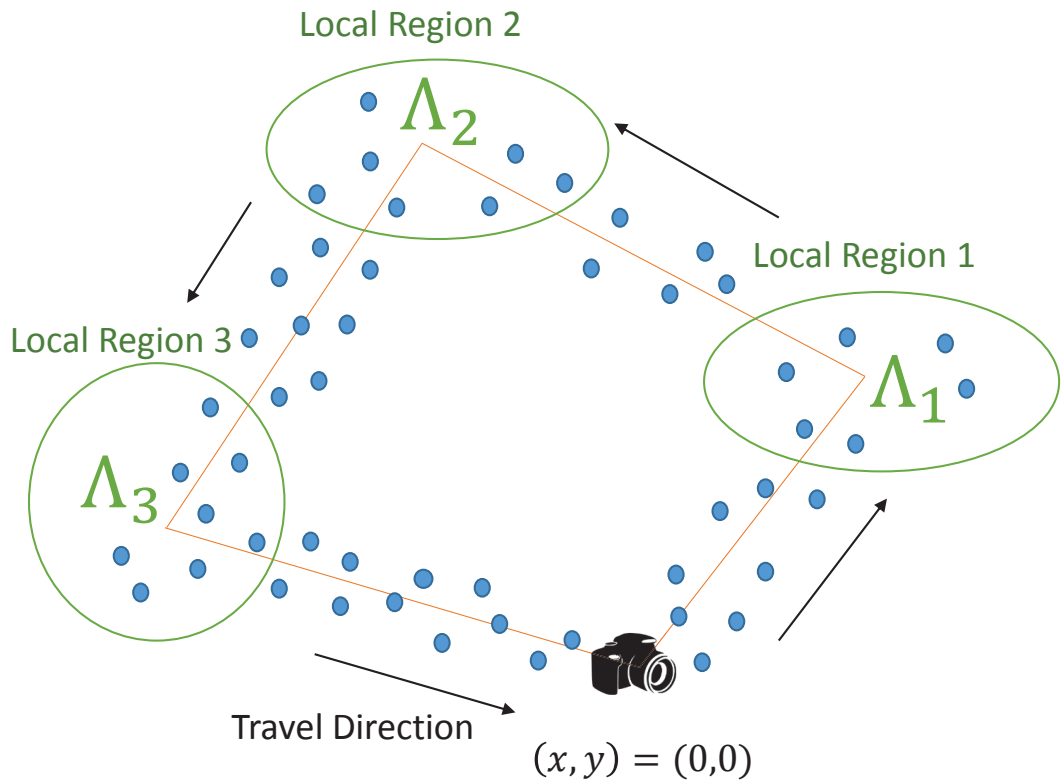 Local Region 2
Λ₂
Local Region 1
Λ₁
Local Region 3
Λ₃
Travel Direction
(x, y) = (0,0)